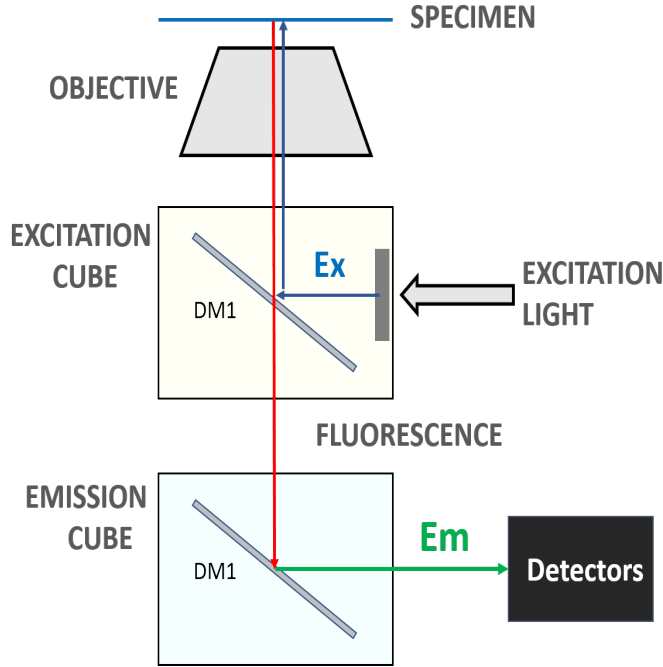 SPECIMEN
OBJECTIVE
EXCITATION
CUBE
Ex
DM1
EXCITATION
LIGHT
FLUORESCENCE
EMISSION
CUBE
DM1
Em
Detectors